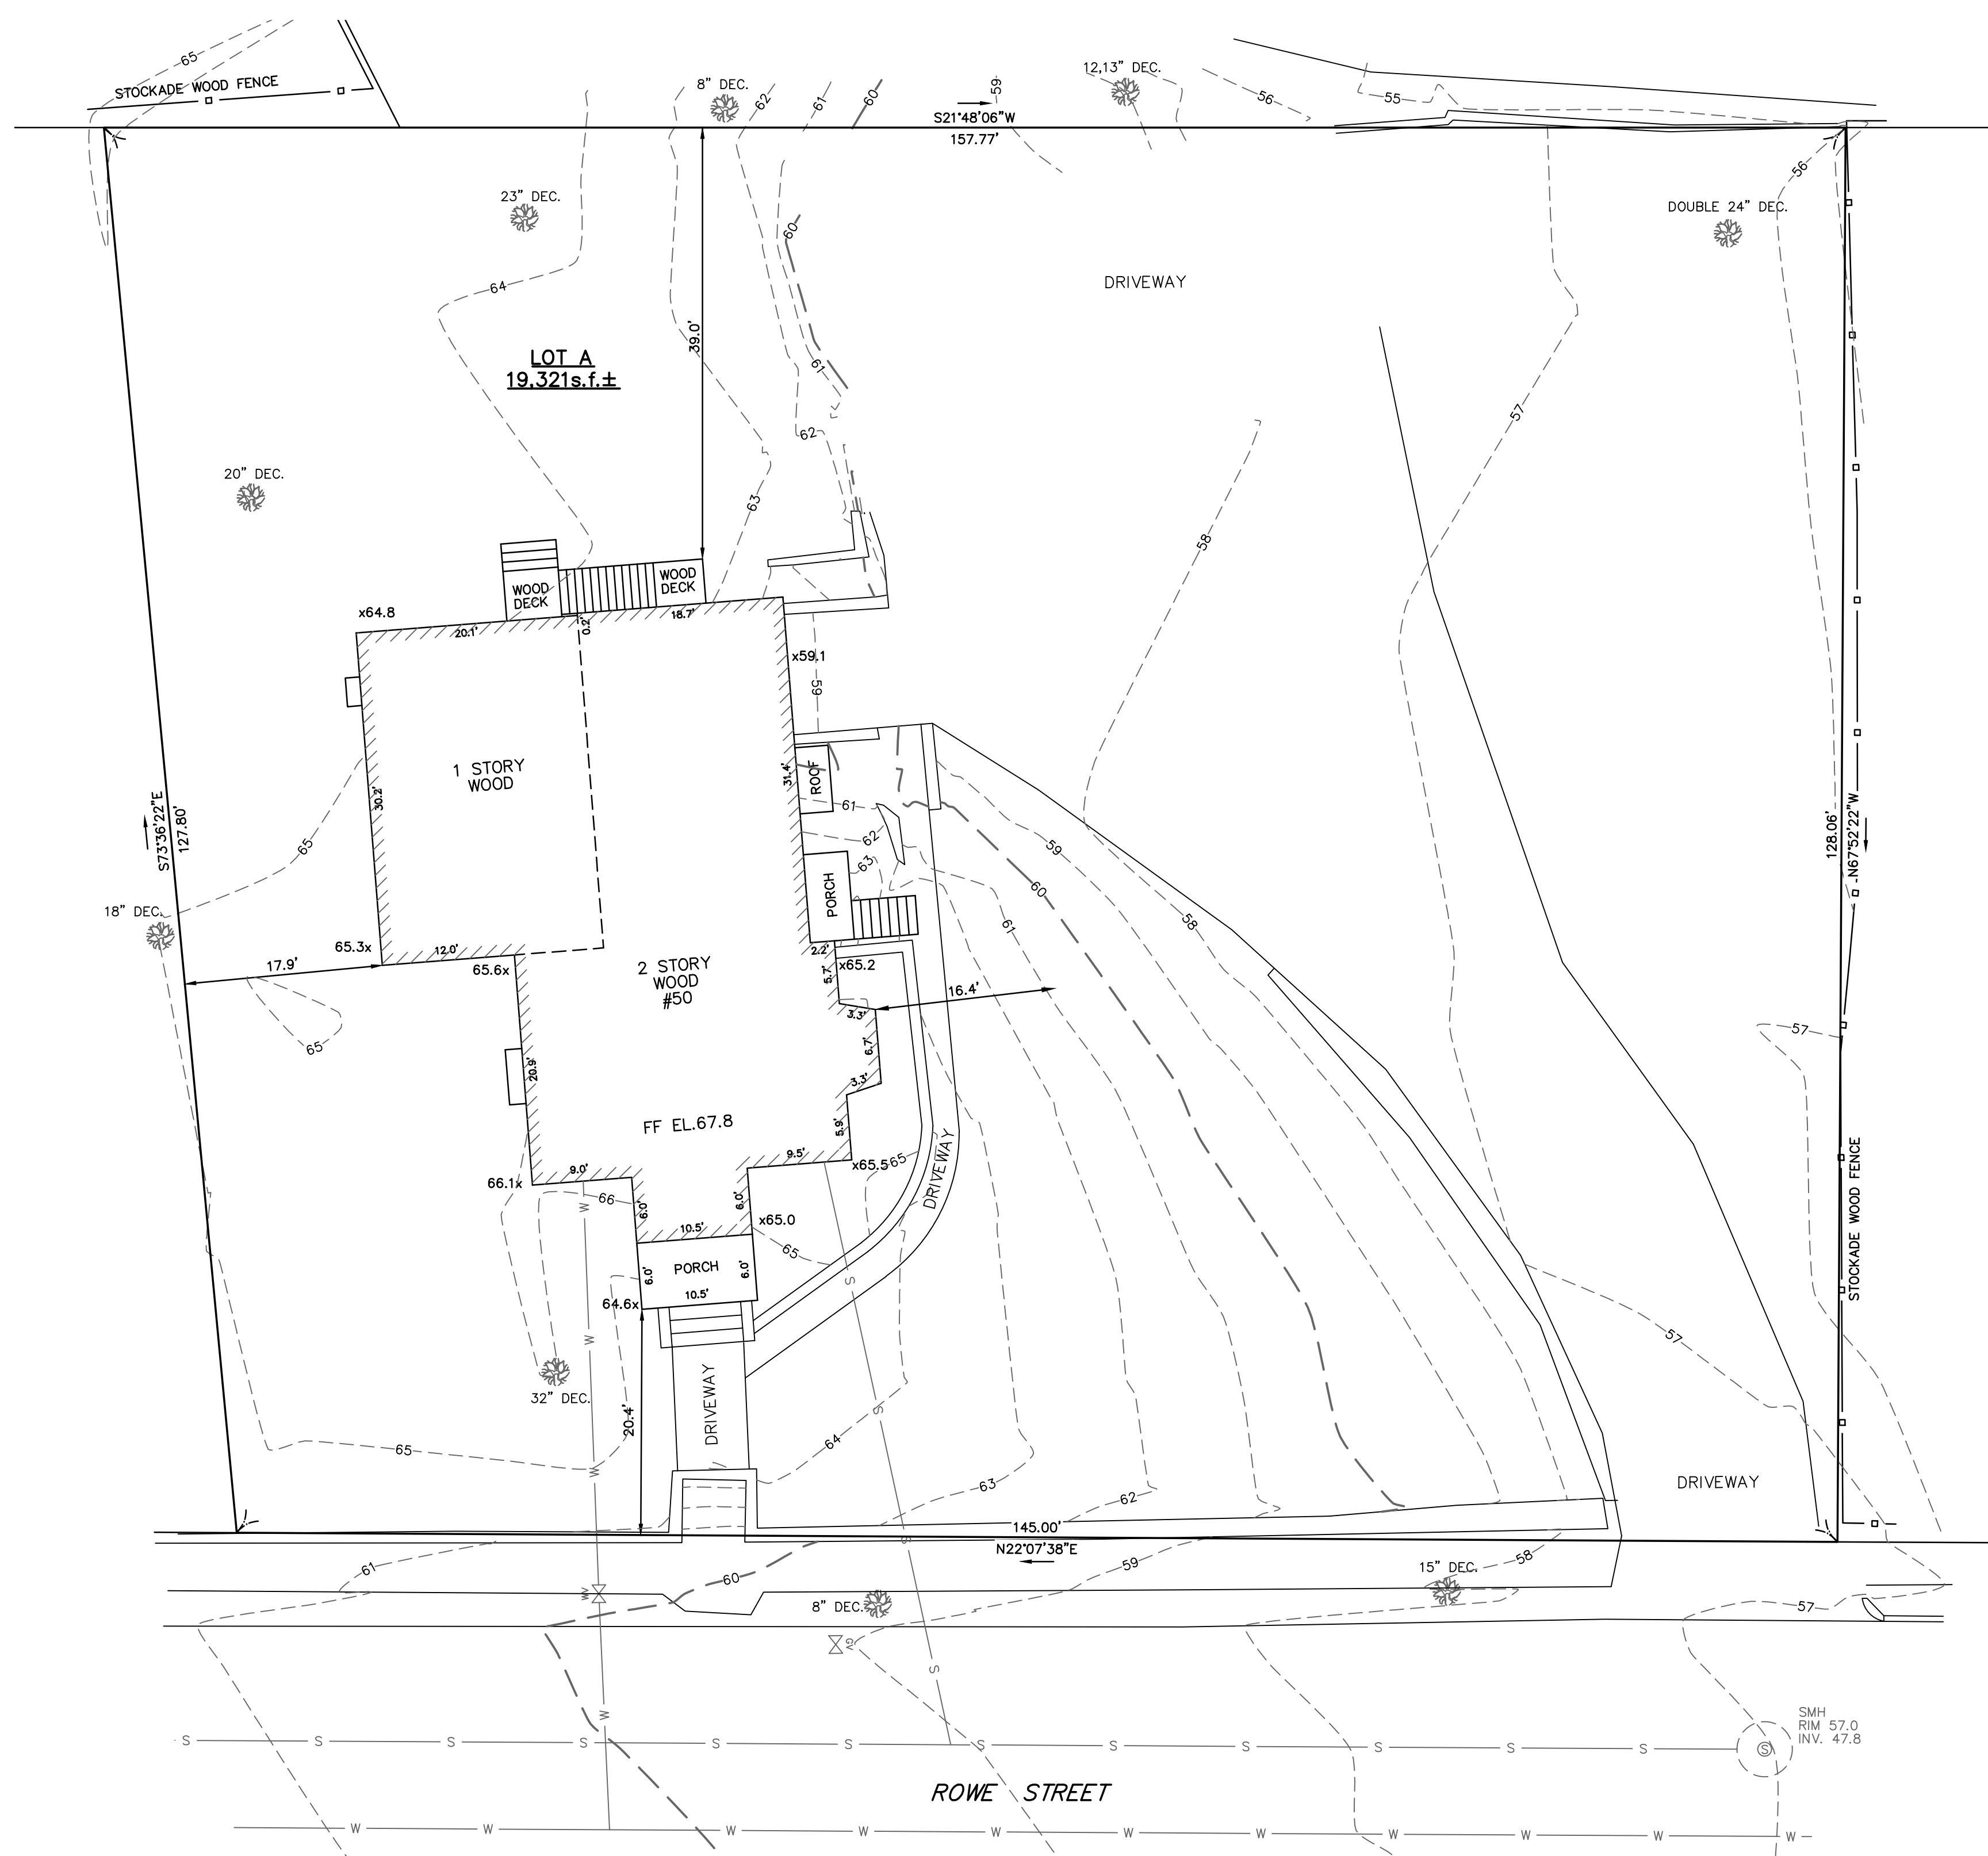 65
STOCKADE WOOD FENCE
8" DEC.
62
61
60
59
12,13" DEC.
56
55
S21°48'06"W
157.77'
56
23" DEC.
DOUBLE 24" DEC.
60
64
DRIVEWAY
39.0'
LOT A
19,321s.f.±
61
57
62
20" DEC.
63
58
WOOD
DECK
WOOD
DECK
x64.8
20.1'
0.2'
18.7'
x59.1
59
1 STORY
WOOD
30.2'
31.4'
ROOF
61
62
63
59
60
S73°36'22"E
127.80'
65
128.06'
N67°52'22"W
PORCH
18" DEC.
58
61
65.3x
12.0'
65.6x
2.2'
x65.2
5.7'
17.9'
2 STORY
WOOD
#50
16.4'
3.3'
65
6.7'
57
20.9'
3.3'
FF EL.67.8
5.9'
9.5'
x65.5
65
DRIVEWAY
STOCKADE WOOD FENCE
66.1x
9.0'
66
W
6.0'
6.0'
10.5'
x65.0
65
PORCH
6.0'
6.0'
10.5'
S
64.6x
W
57
32" DEC.
20.4'
DRIVEWAY
S
64
65
W
63
62
DRIVEWAY
145.00'
N22°07'38"E
S
61
60
59
58
15" DEC.
W
8" DEC.
57
S
W
SMH
RIM 57.0
INV. 47.8
S S S S S S S S S S S S
S
ROWE STREET
W W W W W W W W W W W